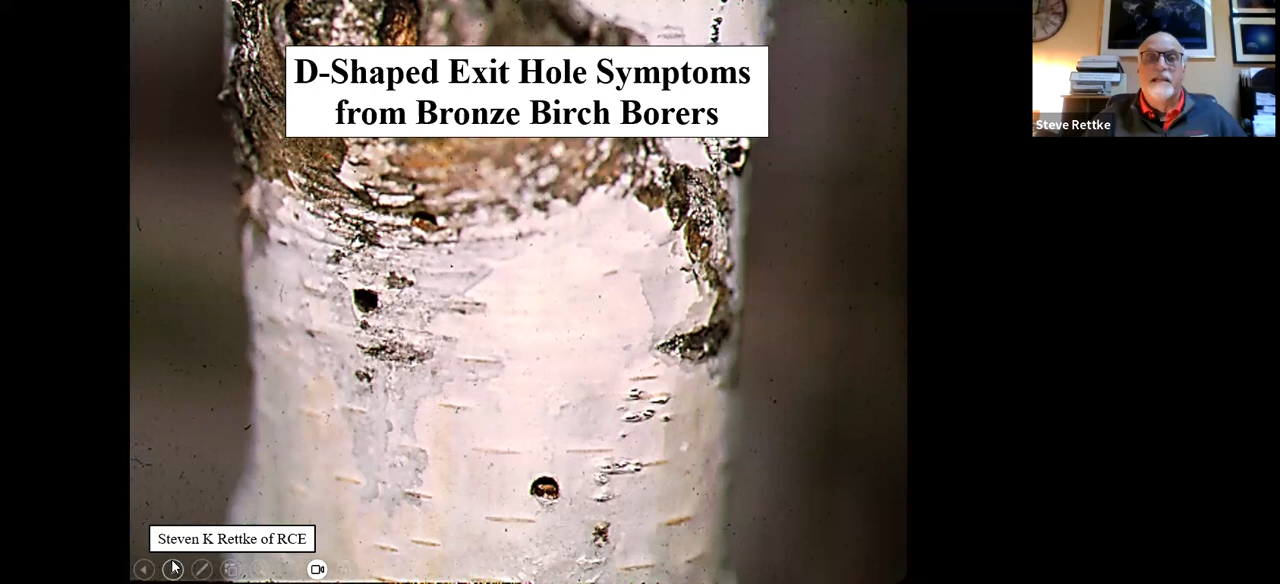 D-Shaped Exit Hole Symptoms
from Bronze Birch Borers
Steve Rettke
Steven K Rettke of RCE